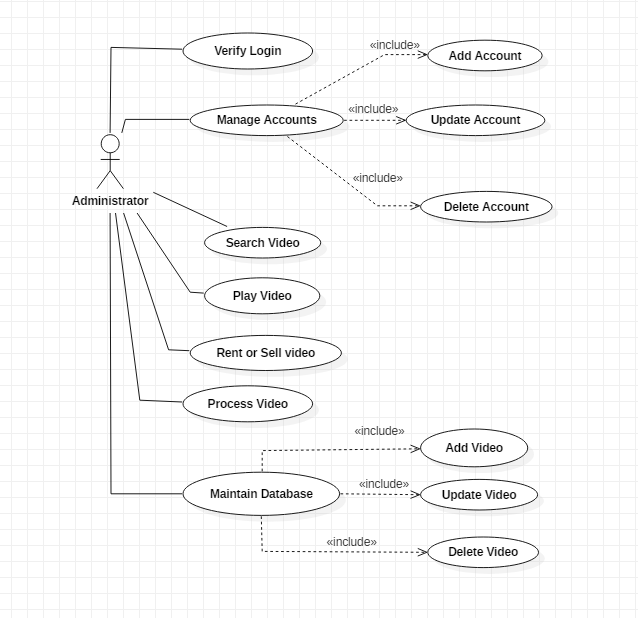 Verify Login
«include»
Add Account
Manage Accounts
«include»
Update Account
«include»
Delete Account
Administrator
Search Video
Play Video
Rent or Sell video
Process Video
«include»
Add Video
Maintain Database
«include»
Update Video
«include»
Delete Video